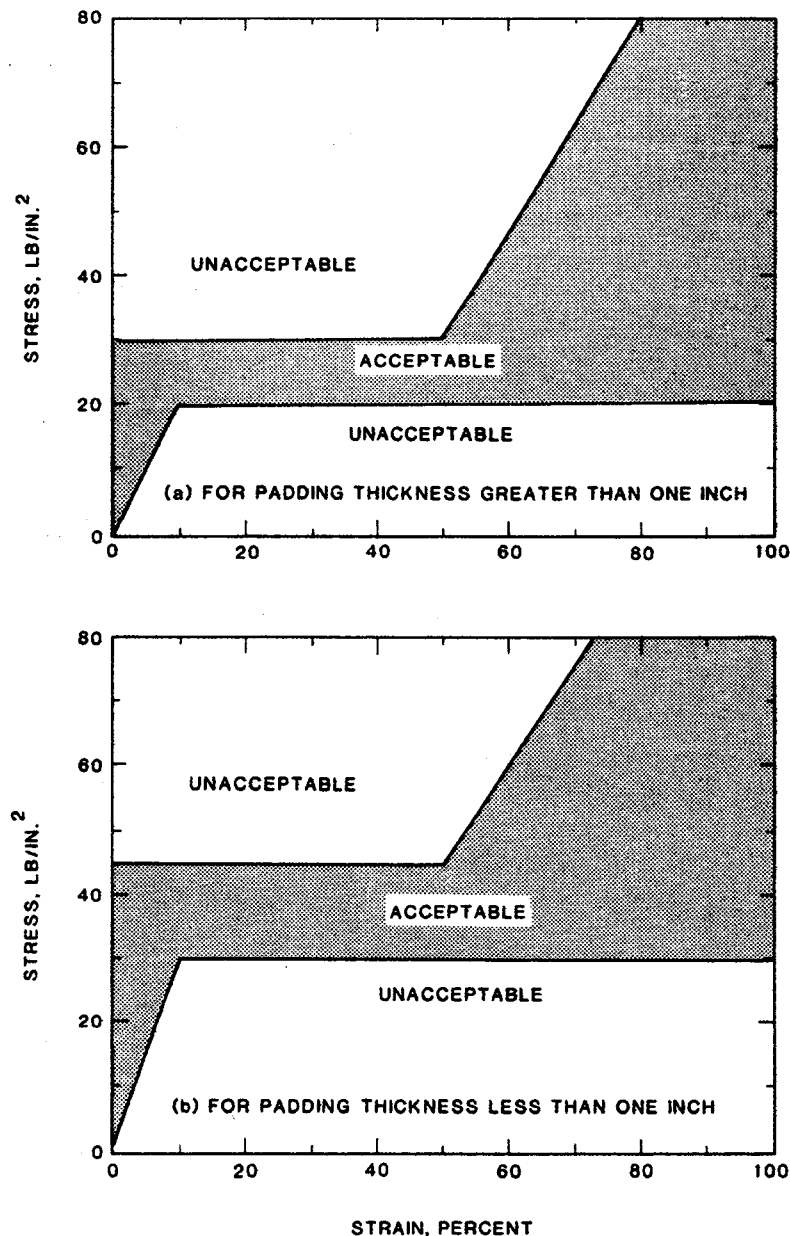 80
60
40
20
0
STRESS, LB/IN.²
UNACCEPTABLE
ACCEPTABLE
UNACCEPTABLE
(a) FOR PADDING THICKNESS GREATER THAN ONE INCH
0 20 40 60 80 100
80
60
40
20
0
STRESS, LB/IN.²
UNACCEPTABLE
ACCEPTABLE
UNACCEPTABLE
(b) FOR PADDING THICKNESS LESS THAN ONE INCH
0 20 40 60 80 100
STRAIN, PERCENT